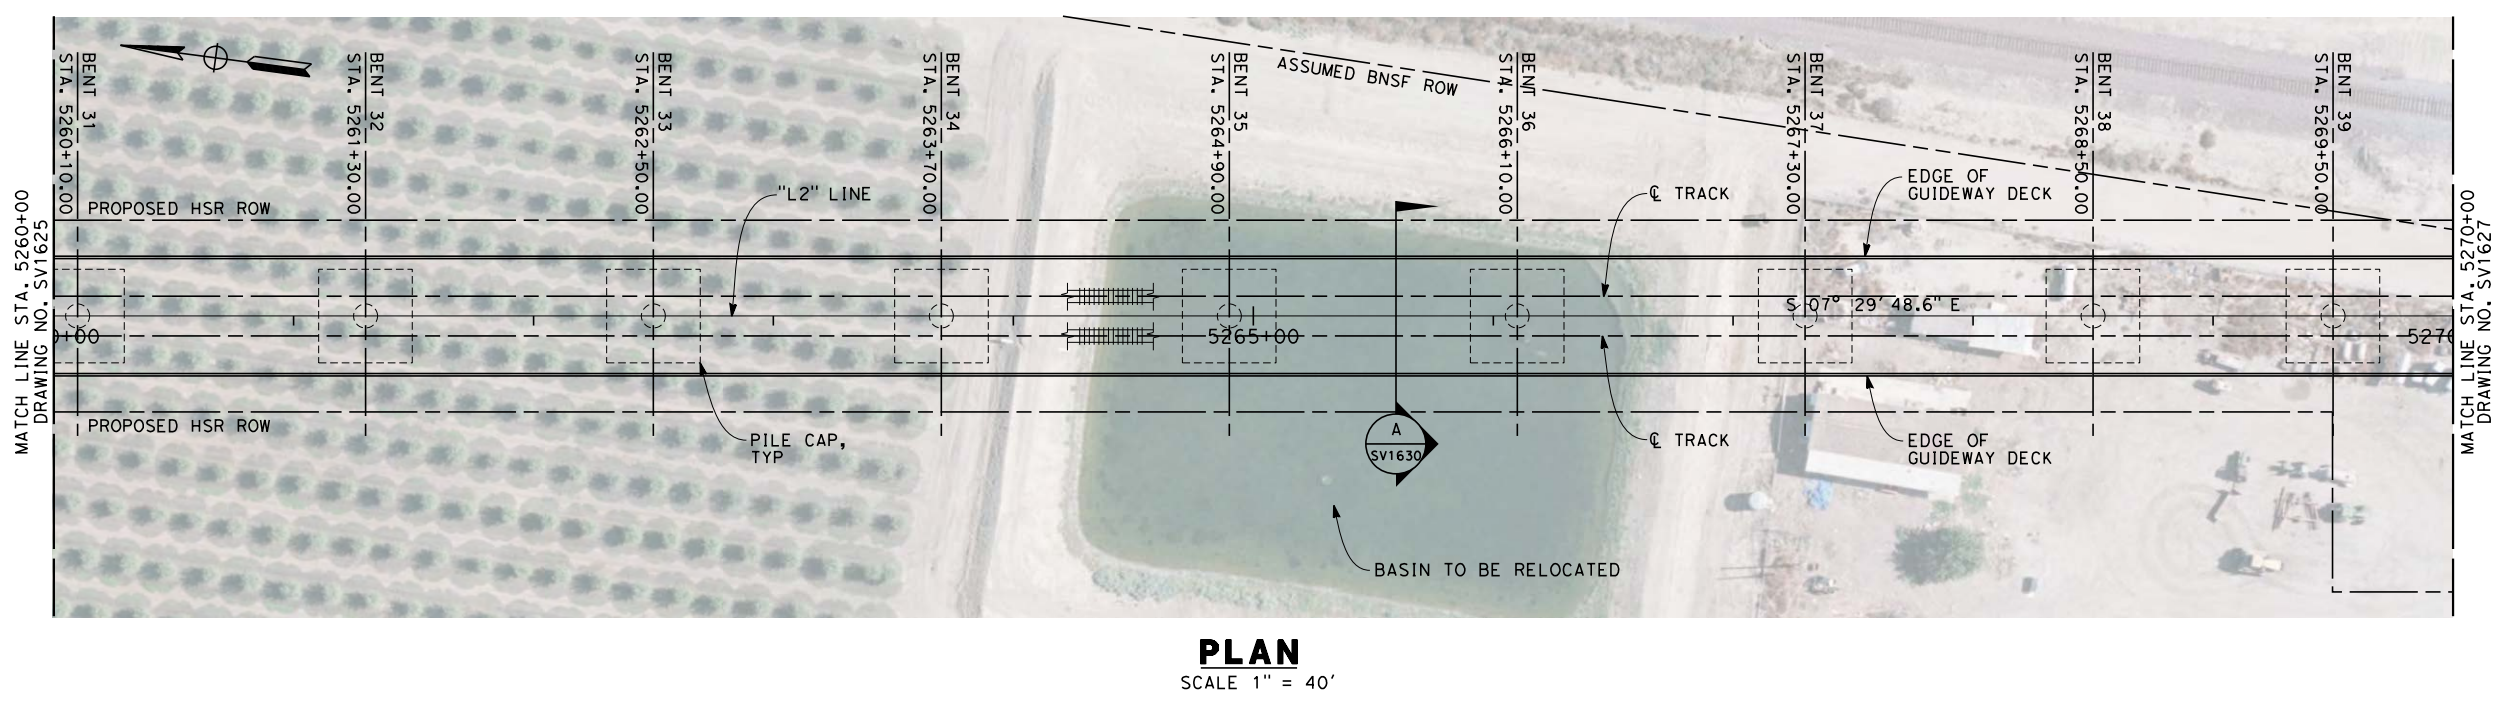 MATCH LINE STA. 5260+00
DRAWING NO. SV1625
BENT 31
STA. 5260+10.00
BENT 32
STA. 5261+30.00
BENT 33
STA. 5262+50.00
BENT 34
STA. 5263+70.00
BENT 35
STA. 5264+90.00
BENT 36
STA. 5266+10.00
BENT 37
STA. 5267+30.00
BENT 38
STA. 5268+50.00
BENT 39
STA. 5269+50.00
ASSUMED BNSF ROW
PROPOSED HSR ROW
"L2" LINE
℄ TRACK
EDGE OF
GUIDEWAY DECK
S 07° 29' 48.6" E
0+00
5265+00
5270
PROPOSED HSR ROW
PILE CAP,
TYP
A
SV1630
℄ TRACK
EDGE OF
GUIDEWAY DECK
BASIN TO BE RELOCATED
MATCH LINE STA. 5270+00
DRAWING NO. SV1627
PLAN
SCALE 1" = 40'